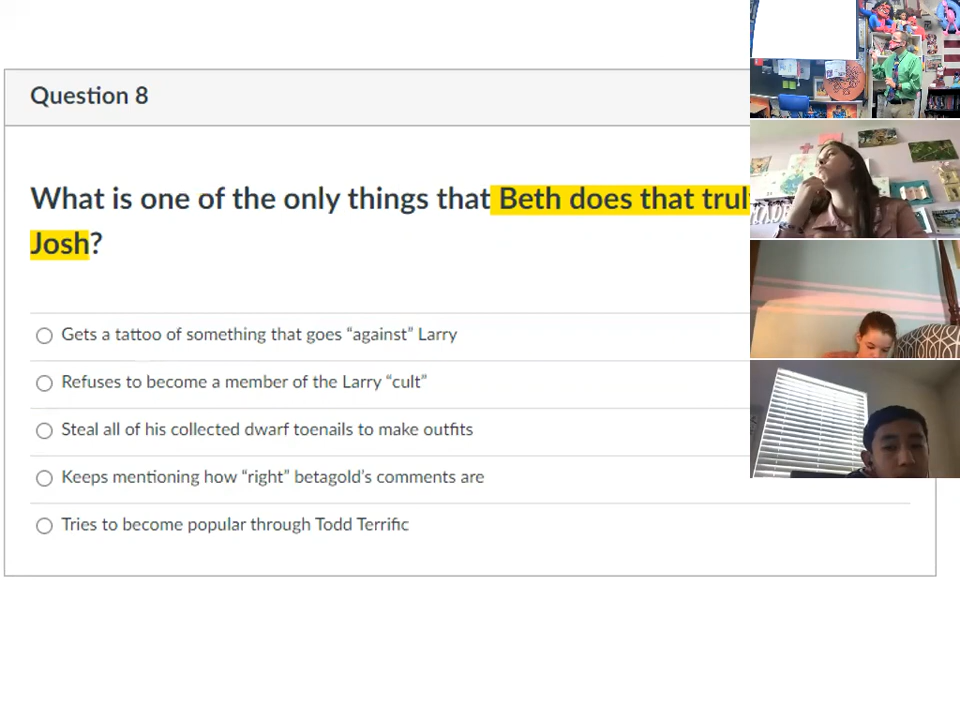 Question 8
What is one of the only things that Beth does that
Josh?
Gets a tattoo of something that goes “against” Larry
Refuses to become a member of the Larry “cult”
Steal all of his collected dwarf toenails to make outfits
Keeps mentioning how “right” betagold’s comments are
Tries to become popular through Todd Terrific